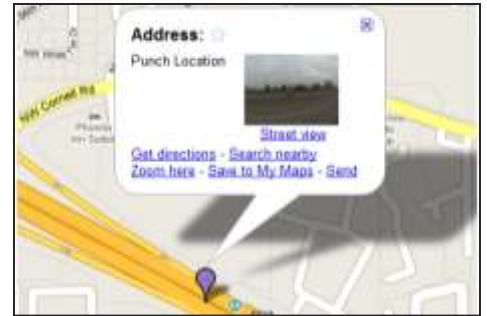 Address:
Punch Location
Street view
Get directions - Search nearby
Zoom here - Save to My Maps - Send
NW Cornell Rd